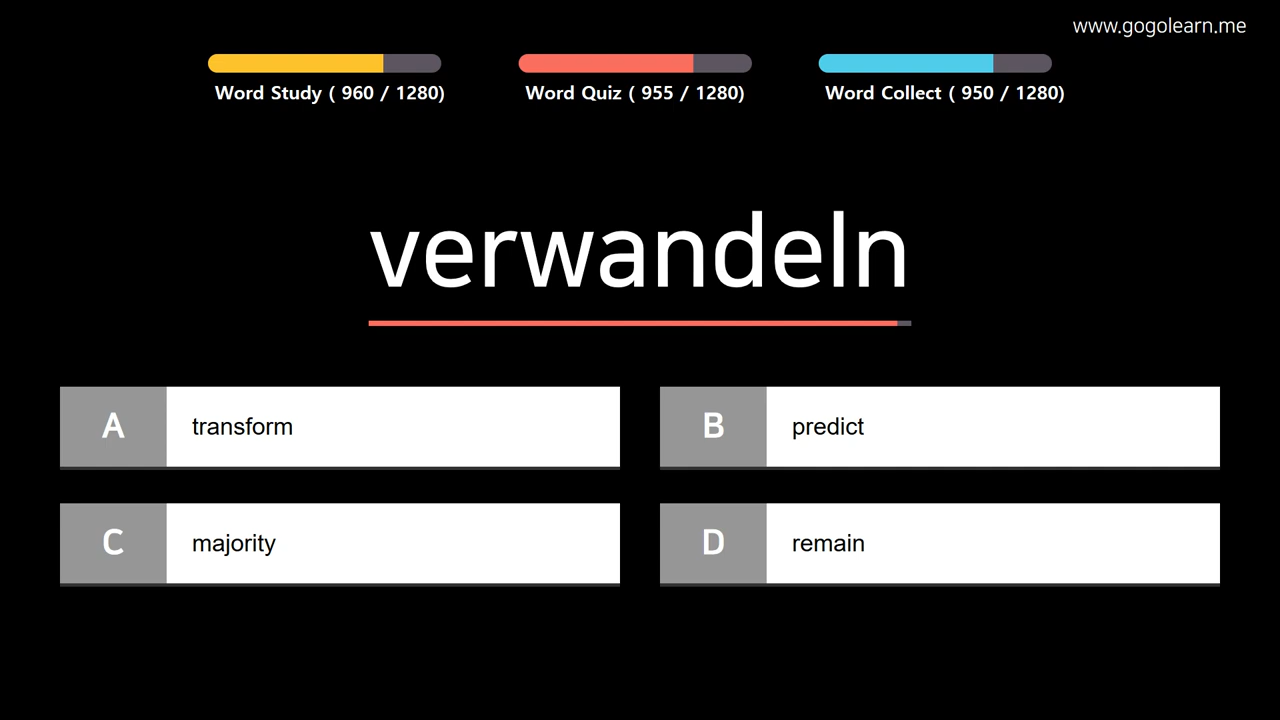 www.gogolearn.me
Word Study ( 960 / 1280)
Word Quiz ( 955 / 1280)
Word Collect ( 950 / 1280)
verwandeln
A transform
B predict
C majority
D remain